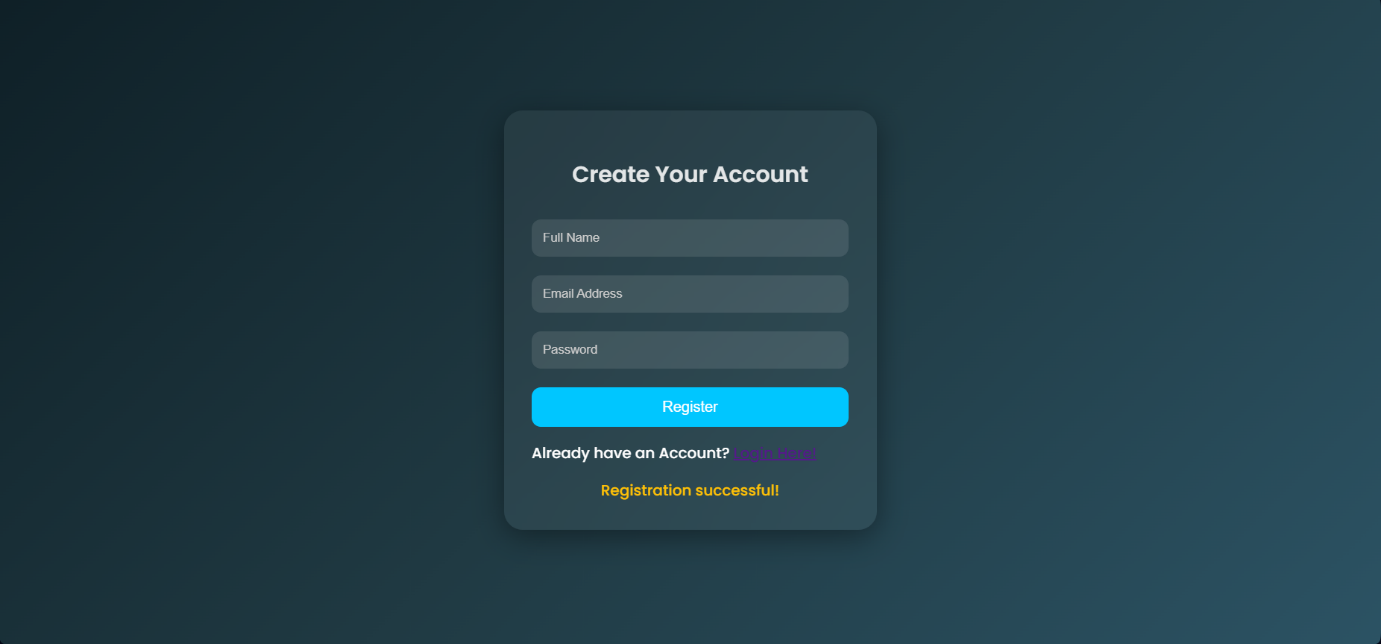 Create Your Account
Full Name
Email Address
Password
Register
Already have an Account? Login Here!
Registration successful!